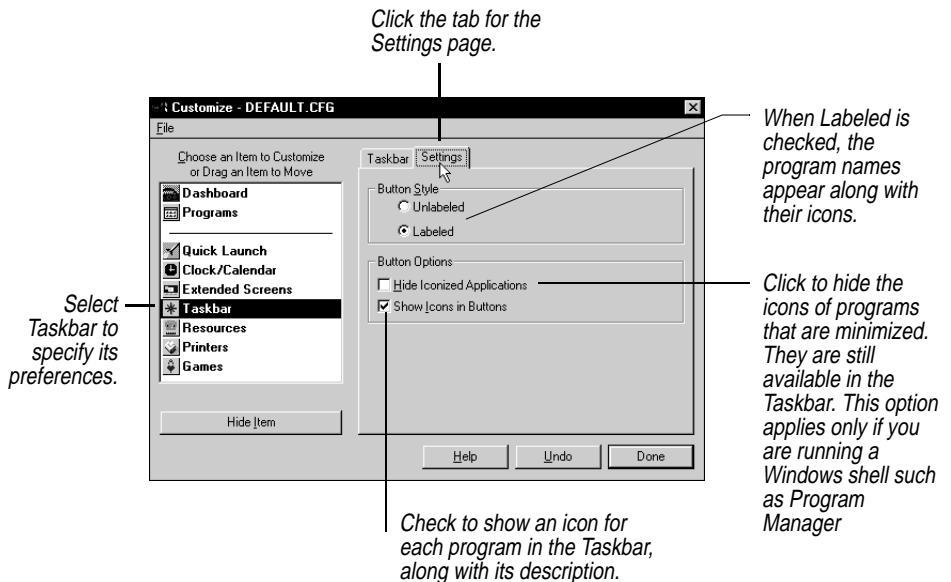 Click the tab for the
Settings page.
Customize - DEFAULT.CFG
File
Choose an Item to Customize
or Drag an Item to Move
Dashboard
Programs
Quick Launch
Clock/Calendar
Extended Screens
Taskbar
Resources
Printers
Games
Hide Item
Taskbar
Settings
Button Style
Unlabeled
Labeled
Button Options
Hide Iconized Applications
Show Icons in Buttons
Help
Undo
Done
When Labeled is
checked, the
program names
appear along with
their icons.
Select
Taskbar to
specify its
preferences.
Click to hide the
icons of programs
that are minimized.
They are still
available in the
Taskbar. This option
applies only if you
are running a
Windows shell such
as Program
Manager
Check to show an icon for
each program in the Taskbar,
along with its description.